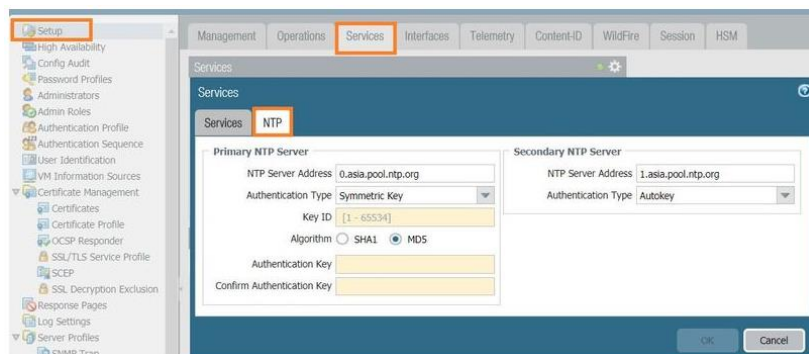 Setup
High Availability
Config Audit
Password Profiles
Administrators
Admin Roles
Authentication Profile
Authentication Sequence
User Identification
VM Information Sources
Certificate Management
Certificates
Certificate Profile
OCSP Responder
SSL/TLS Service Profile
SCEP
SSL Decryption Exclusion
Response Pages
Log Settings
Server Profiles
SNMP Trap
Management Operations Services Interfaces Telemetry Content-ID WildFire Session HSM
Services
Services
Services NTP
Primary NTP Server
NTP Server Address 0.asia.pool.ntp.org
Authentication Type Symmetric Key
Key ID [1 - 65534]
Algorithm SHA1 MD5
Authentication Key
Confirm Authentication Key
Secondary NTP Server
NTP Server Address 1.asia.pool.ntp.org
Authentication Type Autokey
OK Cancel